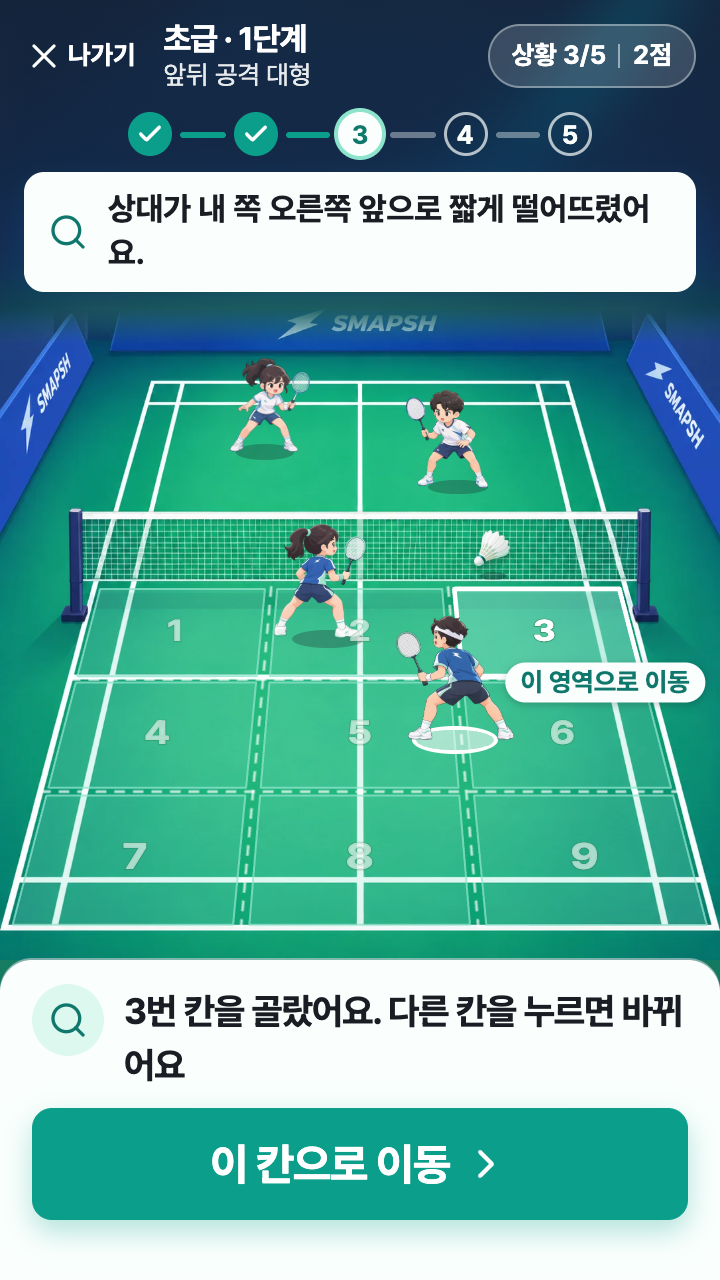 나가기
초급 · 1단계
앞뒤 공격 대형
상황 3/5 | 2점
3
4
5
상대가 내 쪽 오른쪽 앞으로 짧게 떨어뜨렸어
요.
SMAPSH
SMAPSH
SMAPSH
1
2
3
이 영역으로 이동
4
5
6
7
8
9
3번 칸을 골랐어요. 다른 칸을 누르면 바뀌
어요
이 칸으로 이동